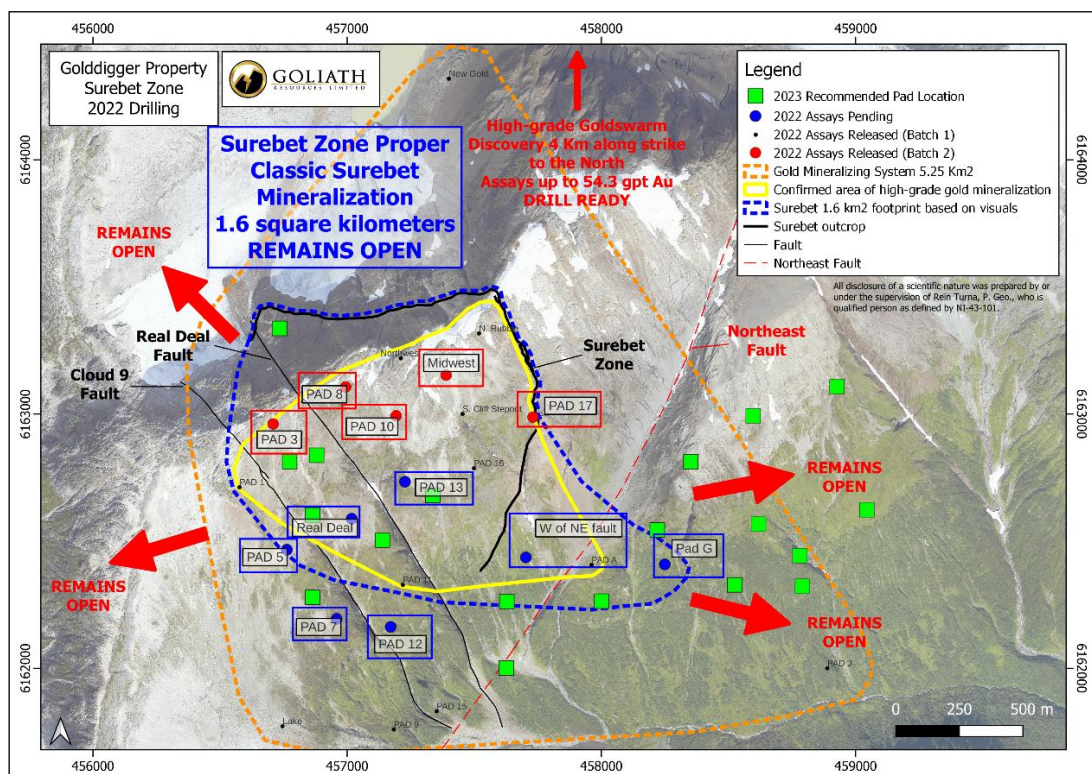 456000
457000
458000
459000
Golddigger Property
Surebet Zone
2022 Drilling
GOLIATH
RESOURCES LIMITED
New Gold
Surebet Zone Proper
Classic Surebet
Mineralization
1.6 square kilometers
REMAINS OPEN
High-grade Goldswarm
Discovery 4 Km along strike
to the North
Assays up to 54.3 gpt Au
DRILL READY
Legend
2023 Recommended Pad Location
2022 Assays Pending
2022 Assays Released (Batch 1)
2022 Assays Released (Batch 2)
Gold Mineralizing System 5.25 Km2
Confirmed area of high-grade gold mineralization
Surebet 1.6 km2 footprint based on visuals
Surebet outcrop
Fault
Northeast Fault
All disclosure of a scientific nature was prepared by or
under the supervision of Rein Turna, P. Geo., who is
qualified person as defined by NI-43-101.
6164000
6164000
REMAINS
OPEN
Real Deal
Fault
Cloud 9
Fault
N. Rubble
Northwest
Midwest
Surebet
Zone
Northeast
Fault
PAD 8
PAD 10
PAD 3
S. Cliff Stepout
PAD 17
6163000
6163000
PAD 1
PAD 16
PAD 13
REMAINS
OPEN
Real Deal
PAD 5
W of NE fault
PAD A
Pad G
REMAINS
OPEN
PAD 11
PAD 7
PAD 12
REMAINS
OPEN
6162000
6162000
PAD J
PAD 15
Lake
PAD 9
0
250
500 m
456000
457000
458000
459000